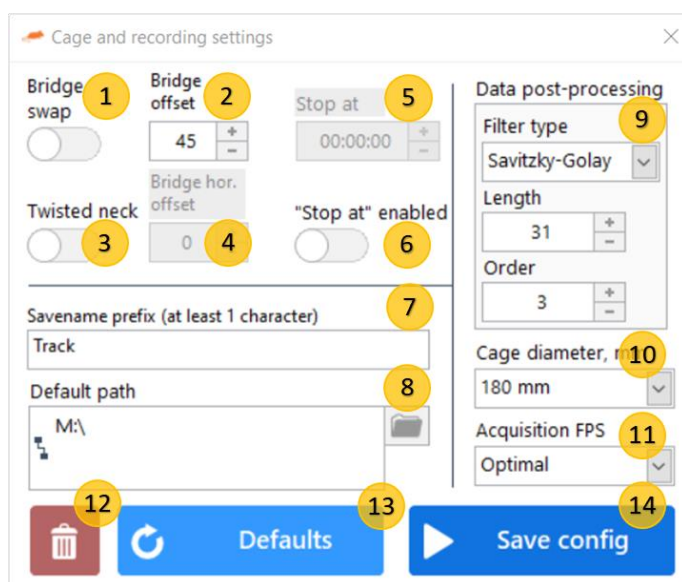 Cage and recording settings
Bridge swap
1
Bridge offset
2
45
Stop at
5
00:00:00
Twisted neck
3
Bridge hor. offset
0
4
"Stop at" enabled
6
Savename prefix (at least 1 character)
7
Track
Default path
8
M:\
Data post-processing
9
Filter type
Savitzky-Golay
Length
31
Order
3
Cage diameter,
10
180 mm
Acquisition FPS
11
Optimal
12
Defaults
13
Save config
14